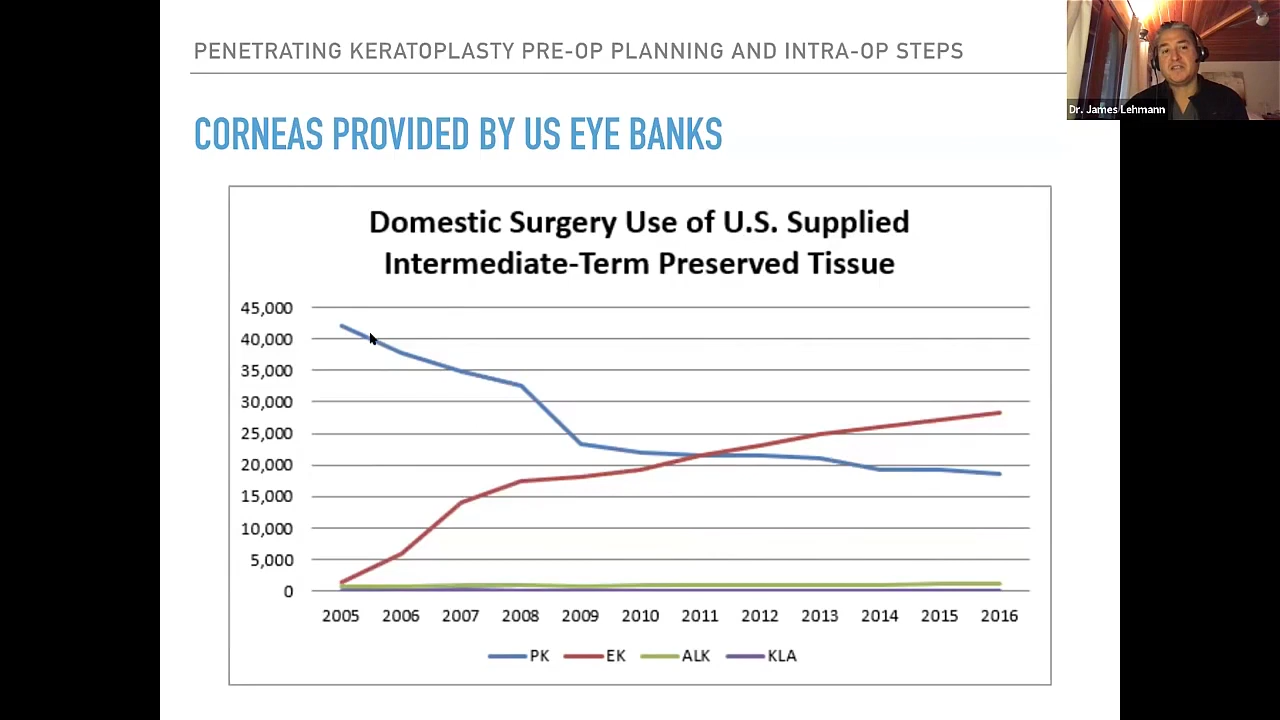 PENETRATING KERATOPLASTY PRE-OP PLANNING AND INTRA-OP STEPS
Dr. James Lehmann
CORNEAS PROVIDED BY US EYE BANKS
Domestic Surgery Use of U.S. Supplied
Intermediate-Term Preserved Tissue
45,000
40,000
35,000
30,000
25,000
20,000
15,000
10,000
5,000
0
2005 2006 2007 2008 2009 2010 2011 2012 2013 2014 2015 2016
PK EK ALK KLA